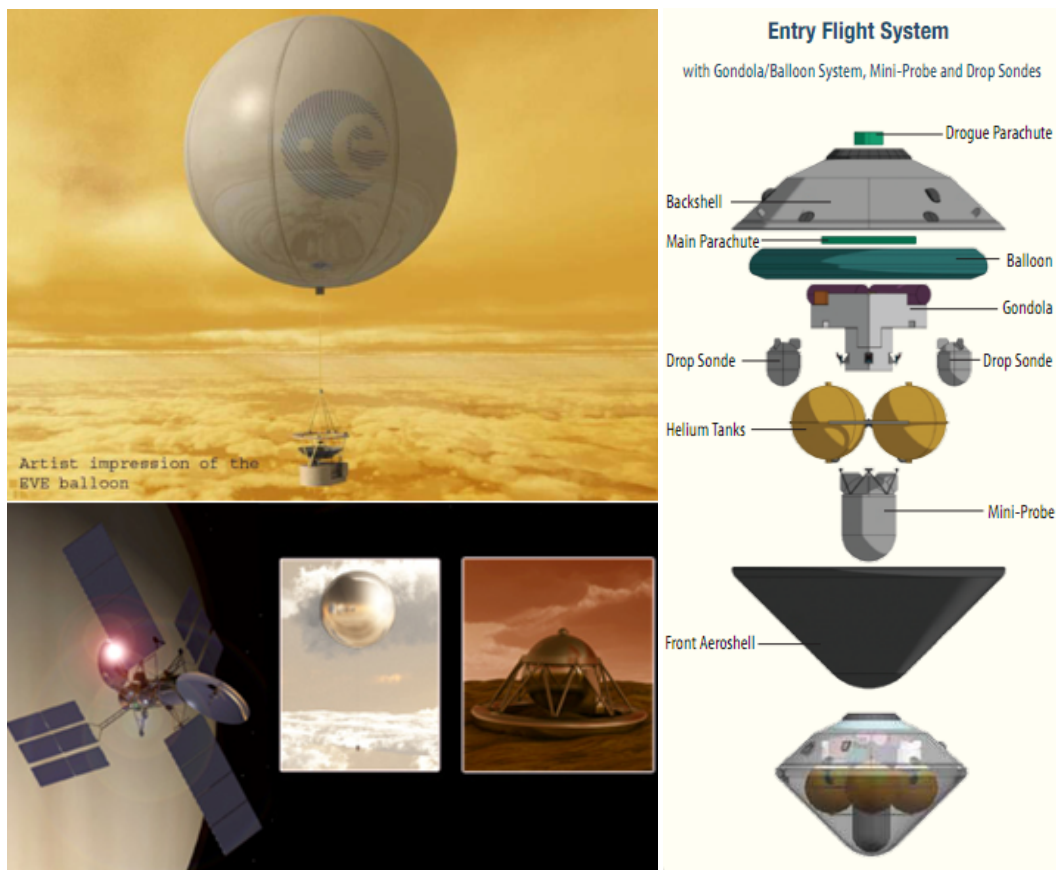 Artist impression of the
EVE balloon
Entry Flight System
with Gondola/Balloon System, Mini-Probe and Drop Sondes
Drogue Parachute
Backshell
Main Parachute
Balloon
Gondola
Drop Sonde
Drop Sonde
Helium Tanks
Mini-Probe
Front Aeroshell